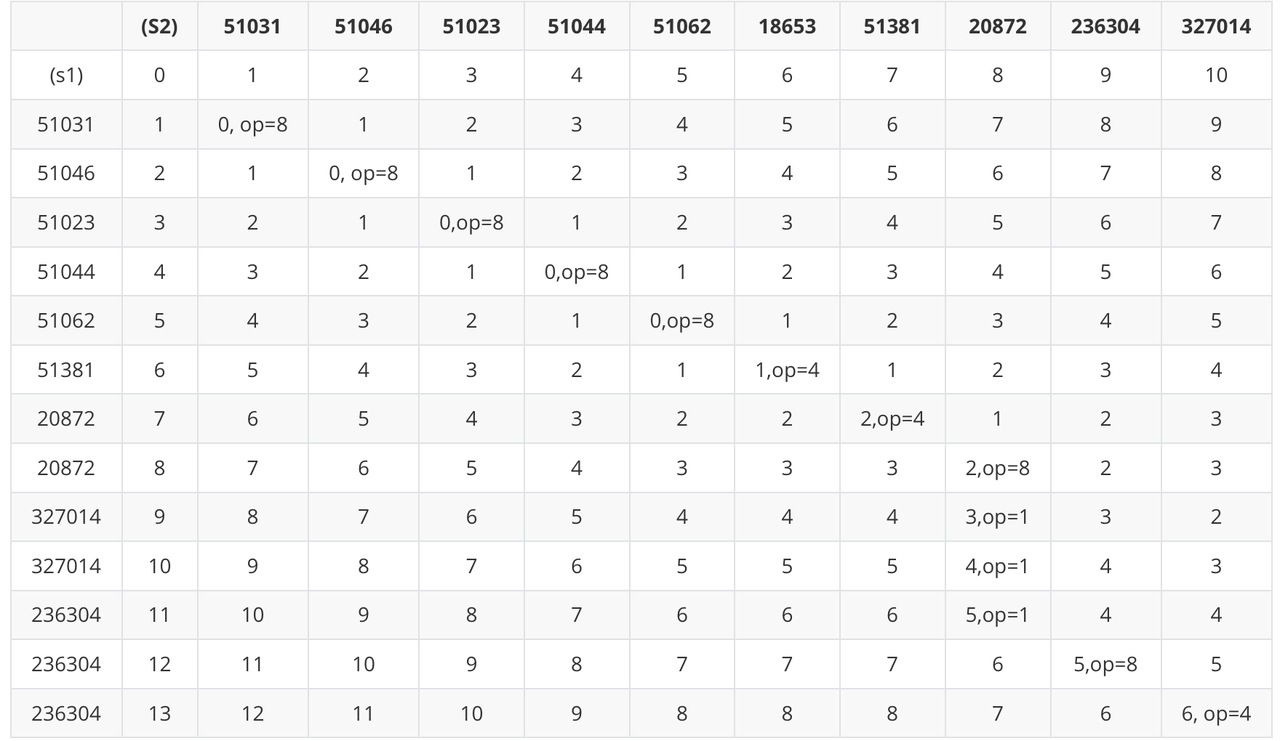 (S2) 51031 51046 51023 51044 51062 18653 51381 20872 236304 327014
(s1) 0 1 2 3 4 5 6 7 8 9 10
51031 1 0, op=8 1 2 3 4 5 6 7 8 9
51046 2 1 0, op=8 1 2 3 4 5 6 7 8
51023 3 2 1 0,op=8 1 2 3 4 5 6 7
51044 4 3 2 1 0,op=8 1 2 3 4 5 6
51062 5 4 3 2 1 0,op=8 1 2 3 4 5
51381 6 5 4 3 2 1 1,op=4 1 2 3 4
20872 7 6 5 4 3 2 2 2,op=4 1 2 3
20872 8 7 6 5 4 3 3 3 2,op=8 2 3
327014 9 8 7 6 5 4 4 4 3,op=1 3 2
327014 10 9 8 7 6 5 5 5 4,op=1 4 3
236304 11 10 9 8 7 6 6 6 5,op=1 4 4
236304 12 11 10 9 8 7 7 7 6 5,op=8 5
236304 13 12 11 10 9 8 8 8 7 6 6, op=4